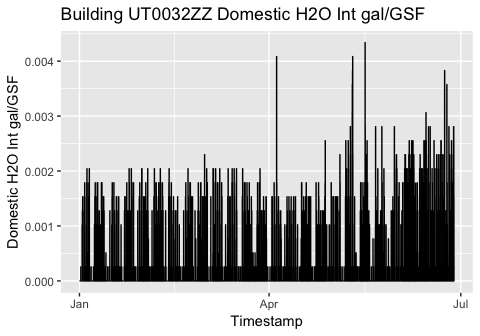 Building UT0032ZZ Domestic H2O Int gal/GSF
Domestic H2O Int gal/GSF
0.004
0.003
0.002
0.001
0.000
Jan
Apr
Jul
Timestamp